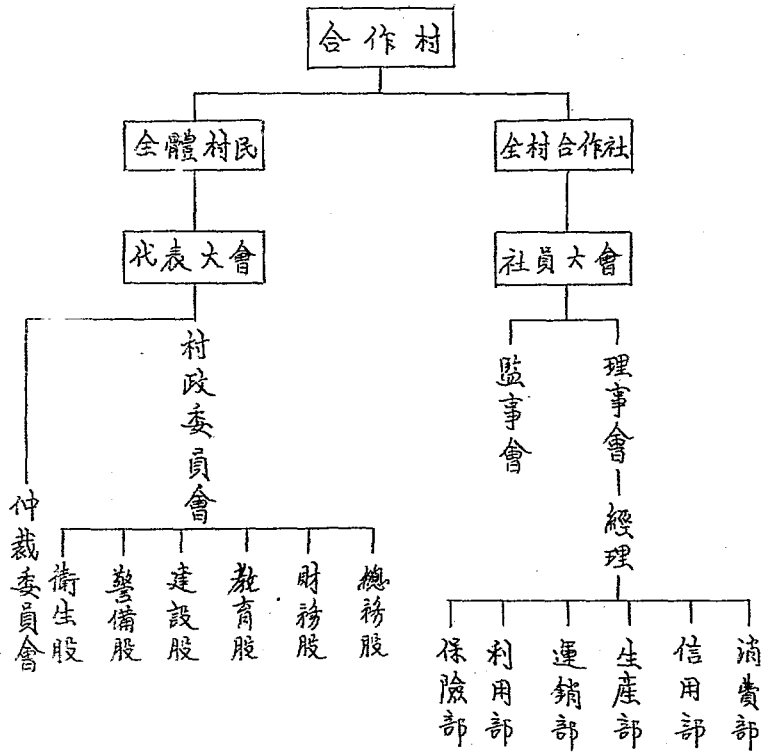 合作村
全體村民
全村合作社
代表大會
社員大會
村政委員會
監事會
理事會
經理
仲裁委員會
衛生股
警備股
建設股
教育股
財務股
總務股
保險部
利用部
運銷部
生產部
信用部
消費部